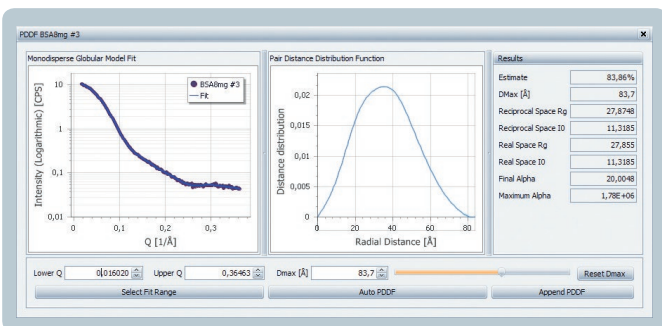 PDDF BSA8mg #3
Monodisperse Globular Model Fit
Intensity (Logarithmic) [CPS]
10
1
0,1
0,01
BSA8mg #3
Fit
0
0,1
0,2
0,3
Q [1/Å]
Pair Distance Distribution Function
Distance distribution
0,02
0,015
0,01
0,005
0
0
20
40
60
80
Radial Distance [Å]
Results
Estimate 83,86%
DMax [Å] 83,7
Reciprocal Space Rg 27,8748
Reciprocal Space I0 11,3185
Real Space Rg 27,855
Real Space I0 11,3185
Final Alpha 20,0048
Maximum Alpha 1,78E+06
Lower Q 0,016020 Upper Q 0,36463 Dmax [Å] 83,7 Reset Dmax
Select Fit Range Auto PDDF Append PDDF